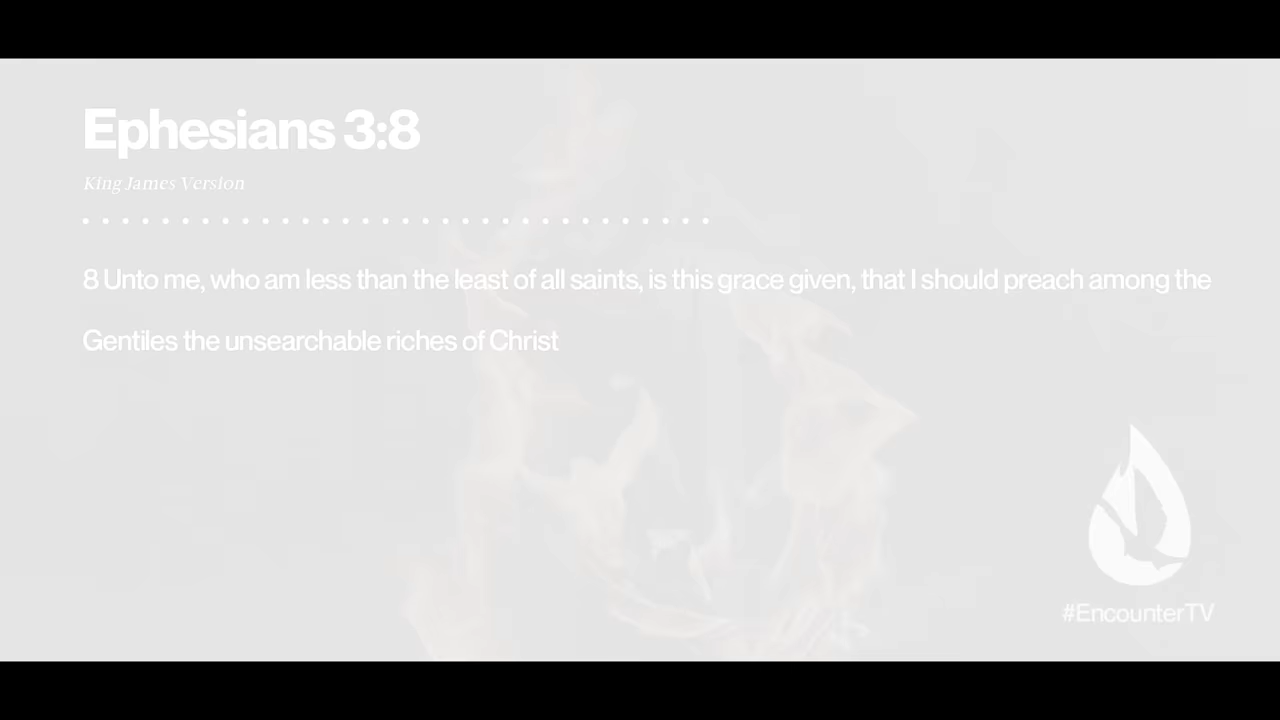 Ephesians 3:8
King James Version
8 Unto me, who am less than the least of all saints, is this grace given, that I should preach among the
Gentiles the unsearchable riches of Christ
#EncounterTV